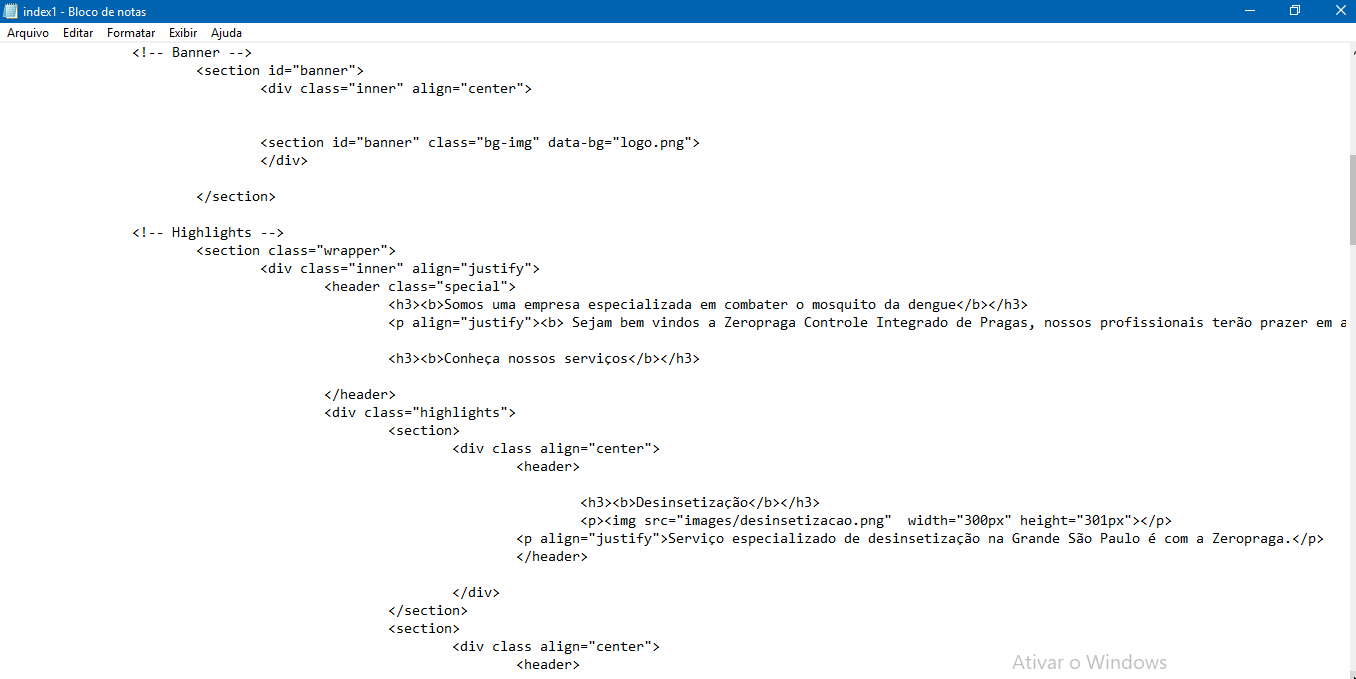 index1 - Bloco de notas
Arquivo Editar Formatar Exibir Ajuda
<!-- Banner -->
<section id="banner">
<div class="inner" align="center">
<section id="banner" class="bg-img" data-bg="logo.png">
</div>
</section>
<!-- Highlights -->
<section class="wrapper">
<div class="inner" align="justify">
<header class="special">
<h3><b>Somos uma empresa especializada em combater o mosquito da dengue</b></h3>
<p align="justify"><b> Sejam bem vindos a Zeropraga Controle Integrado de Pragas, nossos profissionais terão prazer em a
<h3><b>Conheça nossos serviços</b></h3>
</header>
<div class="highlights">
<section>
<div class align="center">
<header>
<h3><b>Desinsetização</b></h3>
<p><img src="images/desinsetizacao.png"  width="300px" height="301px"></p>
<p align="justify">Serviço especializado de desinsetização na Grande São Paulo é com a Zeropraga.</p>
</header>
</div>
</section>
<section>
<div class align="center">
<header>
Ativar o Windows